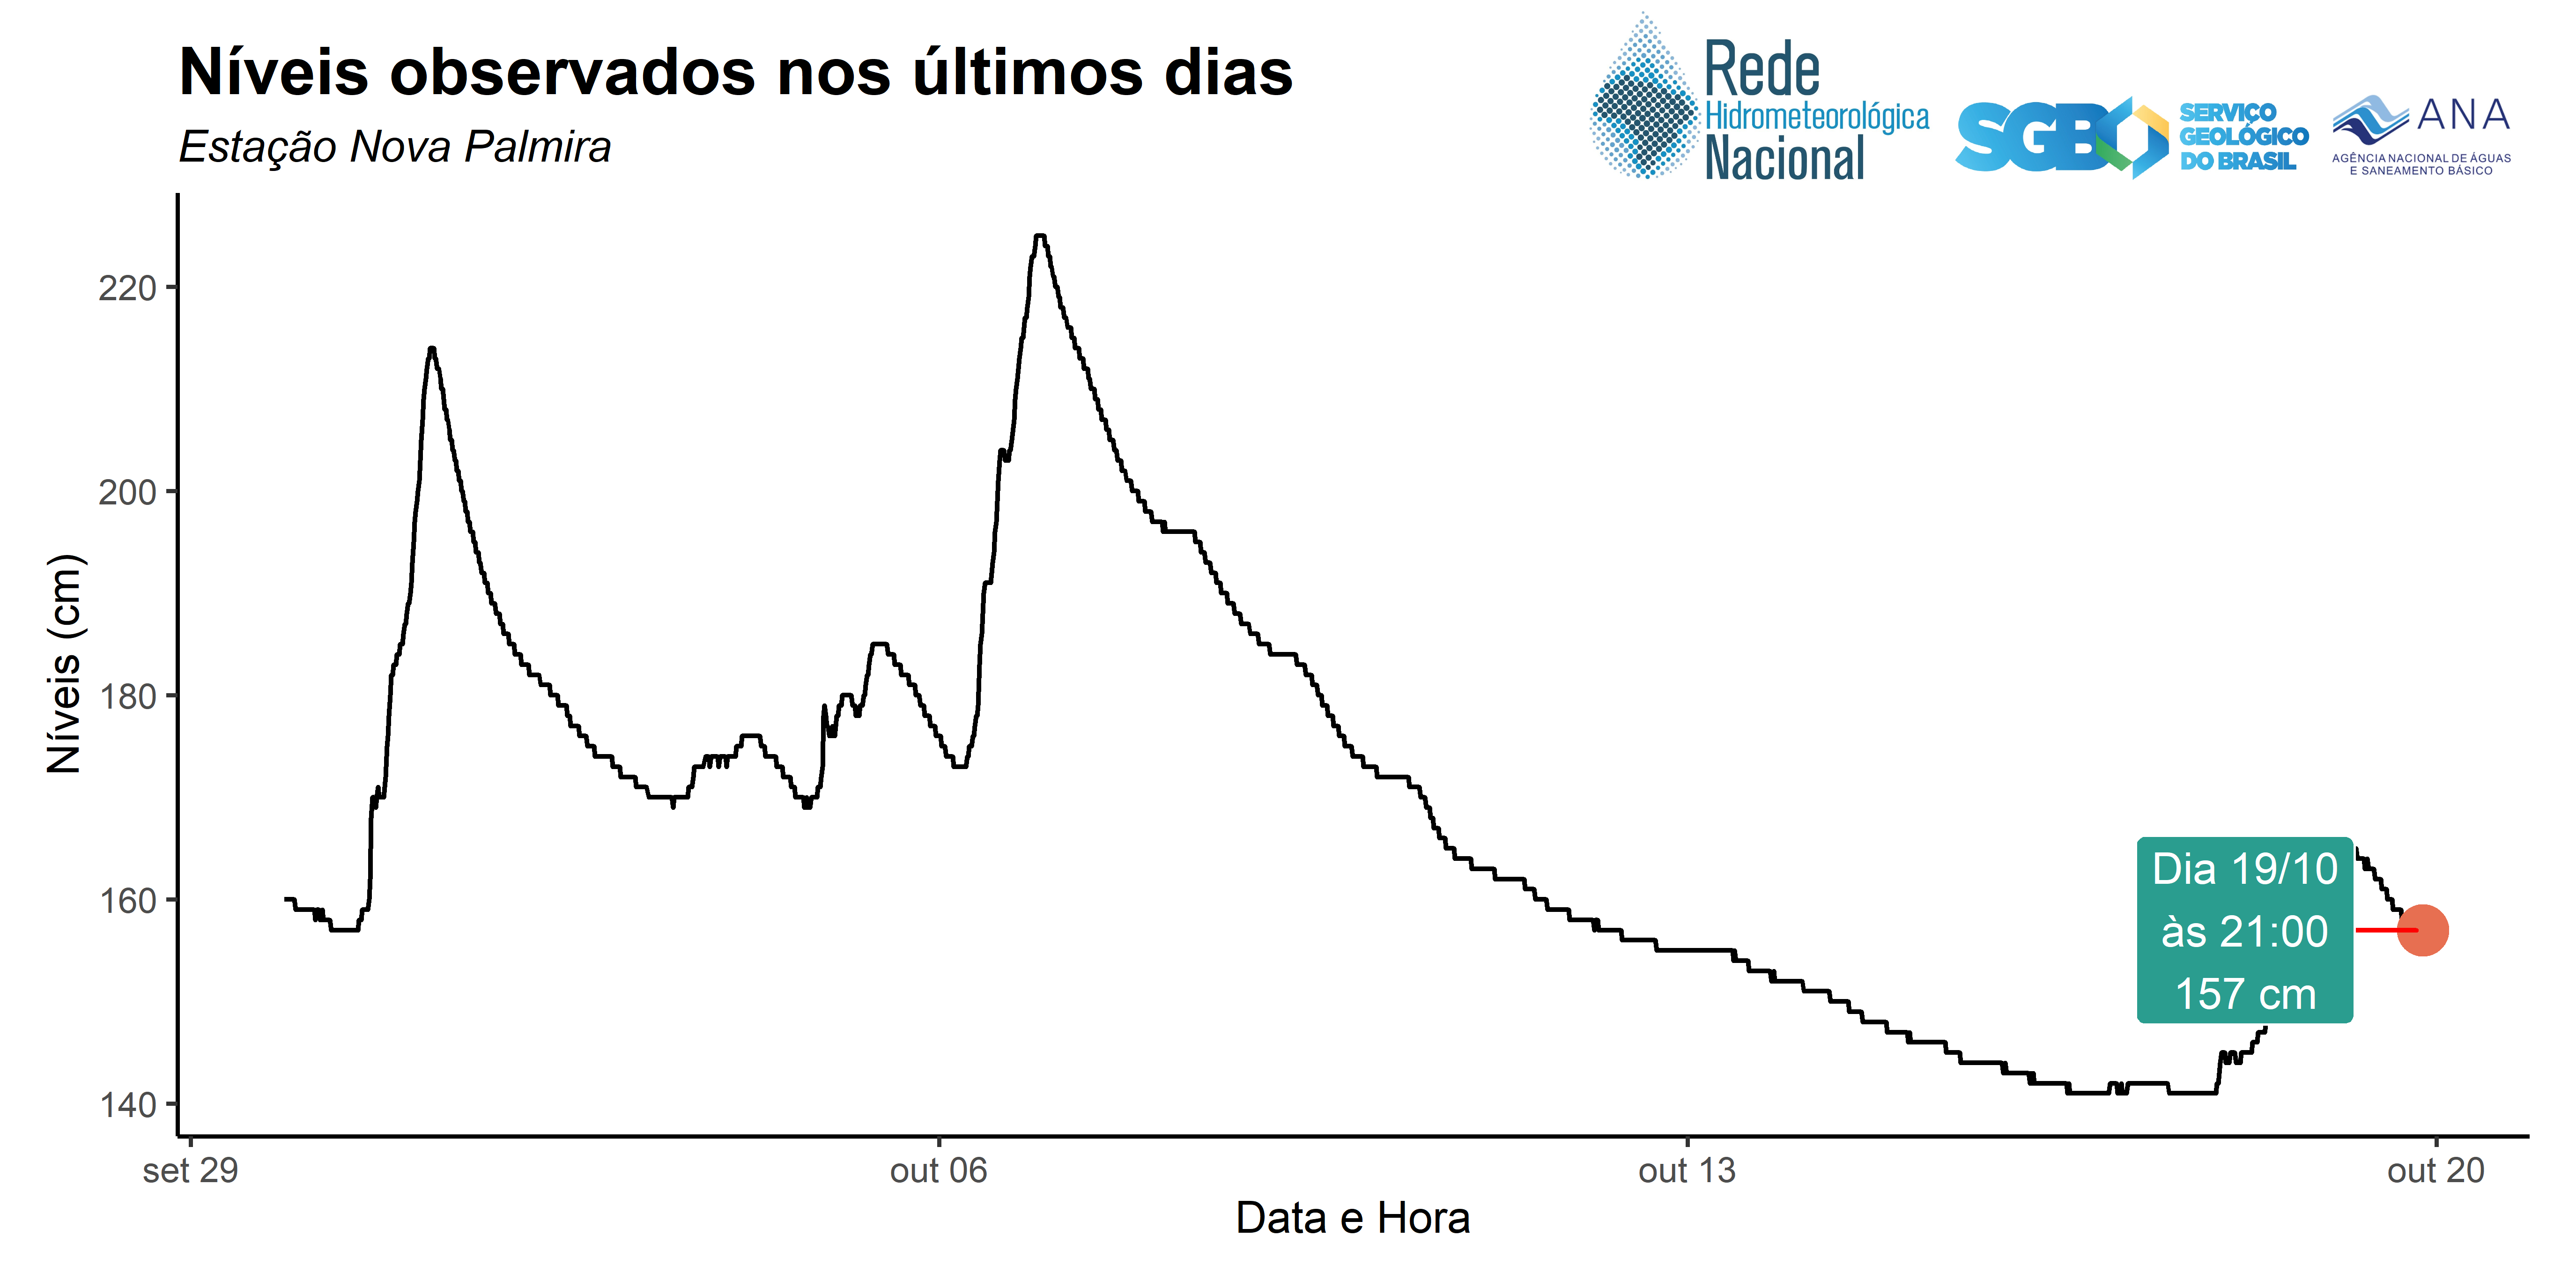 Níveis observados nos últimos dias
Estação Nova Palmira
Rede
Hidrometeorológica
Nacional
SGB
SERVIÇO
GEOLÓGICO
DO BRASIL
ANA
AGÊNCIA NACIONAL DE ÁGUAS
E SANEAMENTO BÁSICO
Níveis (cm)
220
200
180
160
140
Dia 19/10
às 21:00
157 cm
set 29
out 06
out 13
out 20
Data e Hora